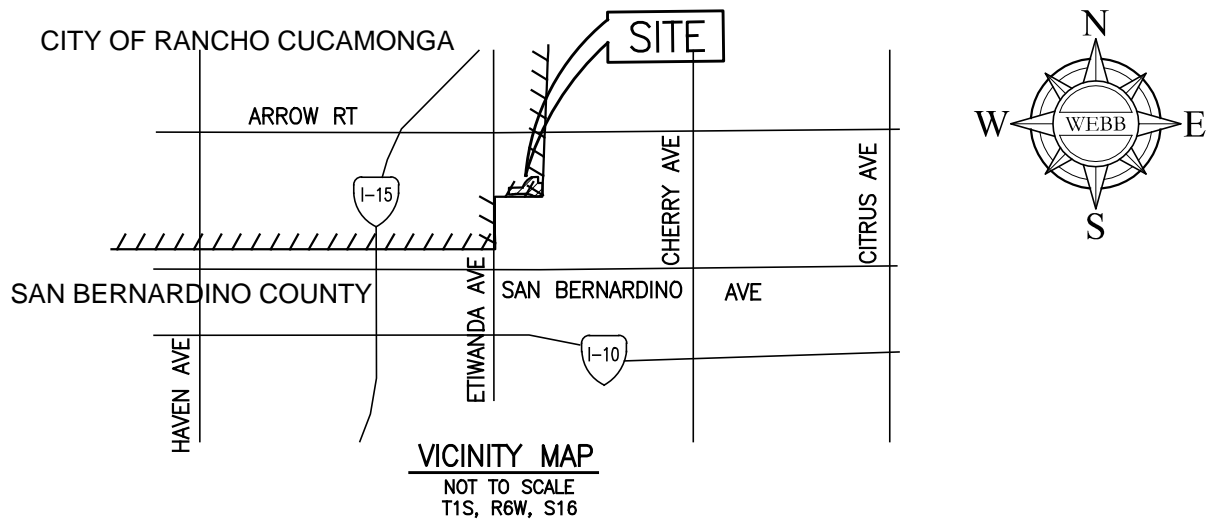 CITY OF RANCHO CUCAMONGA
SITE
N
ARROW RT
W
WEBB
E
I-15
CHERRY AVE
CITRUS AVE
S
SAN BERNARDINO COUNTY
ETIWANDA AVE
SAN BERNARDINO AVE
I-10
HAVEN AVE
VICINITY MAP
NOT TO SCALE
T1S, R6W, S16